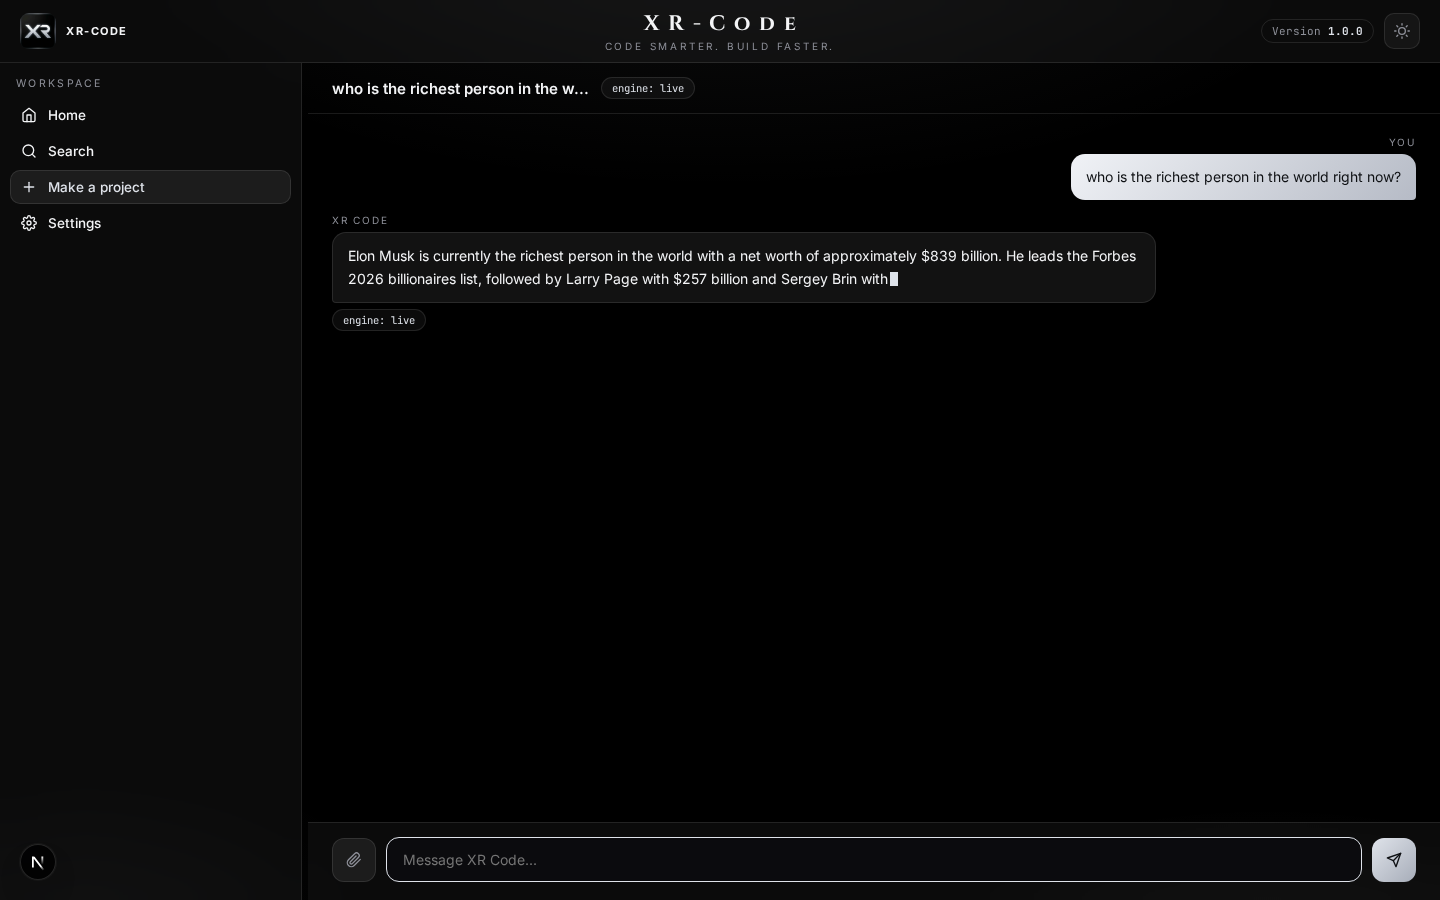 XR XR-CODE
XR-CODE
CODE SMARTER. BUILD FASTER.
Version 1.0.0
WORKSPACE
Home
Search
Make a project
Settings
N
who is the richest person in the w...
engine: live
YOU
who is the richest person in the world right now?
XR CODE
Elon Musk is currently the richest person in the world with a net worth of approximately $839 billion. He leads the Forbes
2026 billionaires list, followed by Larry Page with $257 billion and Sergey Brin with
engine: live
Message XR Code...